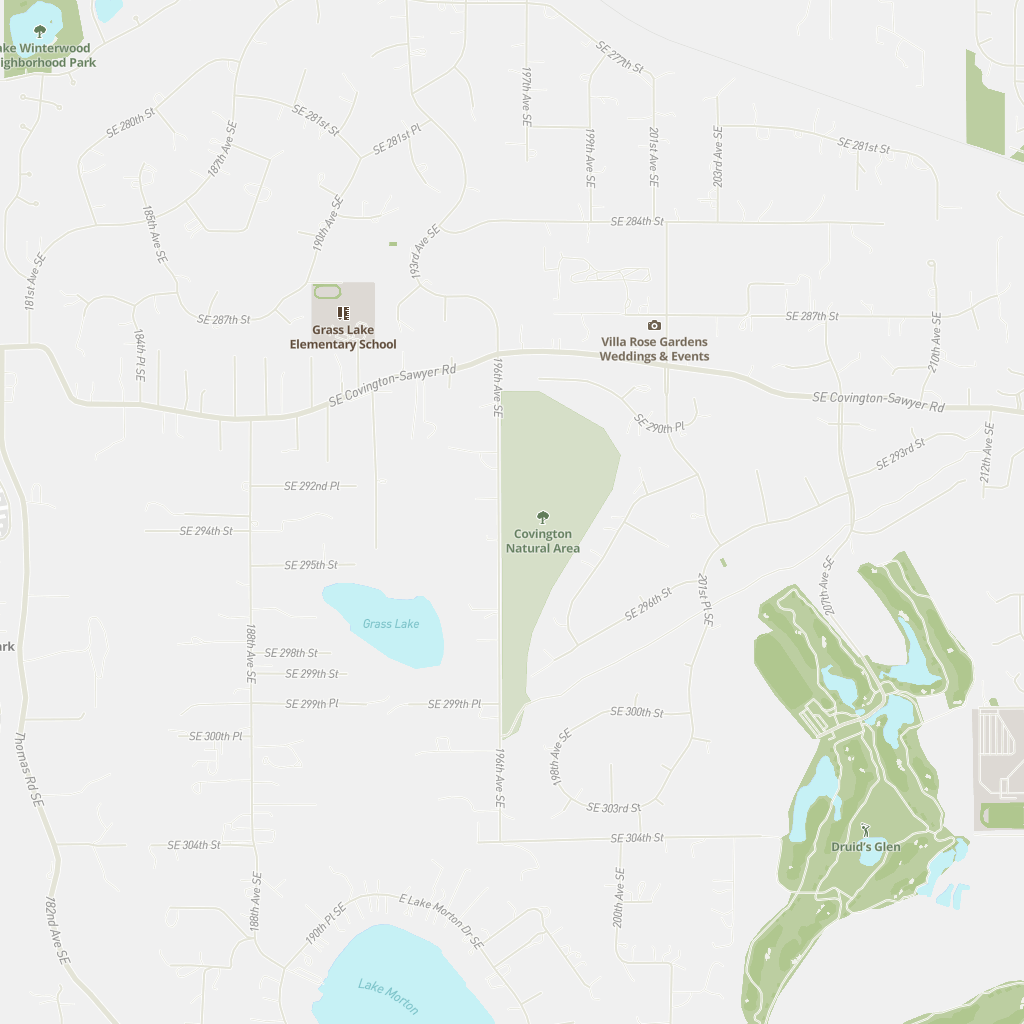 ake Winterwood
ighborhood Park
SE 277th St
197th Ave SE
SE 280th St
SE 281st St
187th Ave SE
SE 281st Pl
199th Ave SE
201st Ave SE
203rd Ave SE
SE 281st St
185th Ave SE
190th Ave SE
193rd Ave SE
SE 284th St
181st Ave SE
SE 287th St
Grass Lake
Elementary School
Villa Rose Gardens
Weddings & Events
SE 287th St
210th Ave SE
184th Pl SE
SE Covington-Sawyer Rd
196th Ave SE
SE Covington-Sawyer Rd
SE 290th Pl
SE 293rd St
212th Ave SE
SE 292nd Pl
SE 294th St
Covington
Natural Area
SE 295th St
207th Ave SE
201st Pl SE
SE 296th St
Grass Lake
ark
188th Ave SE
SE 298th St
SE 299th St
SE 299th Pl
SE 299th Pl
SE 300th St
SE 300th Pl
198th Ave SE
Thomas Rd SE
196th Ave SE
SE 303rd St
SE 304th St
SE 304th St
Druid's Glen
188th Ave SE
200th Ave SE
182nd Ave SE
190th Pl SE
E Lake Morton Dr SE
Lake Morton